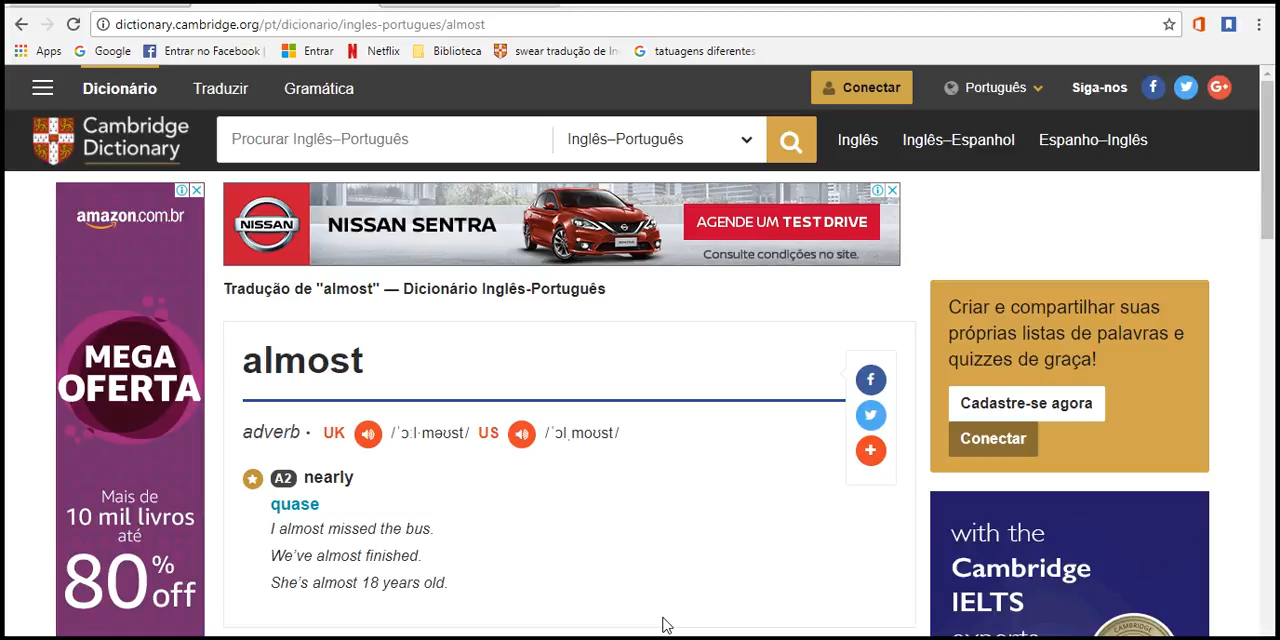 dictionary.cambridge.org/pt/dicionario/ingles-portugues/almost
Apps Google Entrar no Facebook Entrar Netflix Biblioteca swear tradução de In tatuagens diferentes
Dicionário Traduzir Gramática Conectar Português Siga-nos
Cambridge Dictionary
Procurar Inglês–Português Inglês–Português Inglês Inglês–Espanhol Espanho–Inglês
amazon.com.br
MEGA
OFERTA
Mais de
10 mil livros
até
80%
off
NISSAN
NISSAN SENTRA
AGENDE UM TEST DRIVE
Consulte condições no site.
Tradução de "almost" — Dicionário Inglês-Português
almost
adverb · UK /ˈɔːl·məʊst/ US /ˈɔlˌmoʊst/
A2 nearly
quase
I almost missed the bus.
We've almost finished.
She's almost 18 years old.
Criar e compartilhar suas
próprias listas de palavras e
quizzes de graça!
Cadastre-se agora
Conectar
with the
Cambridge
IELTS